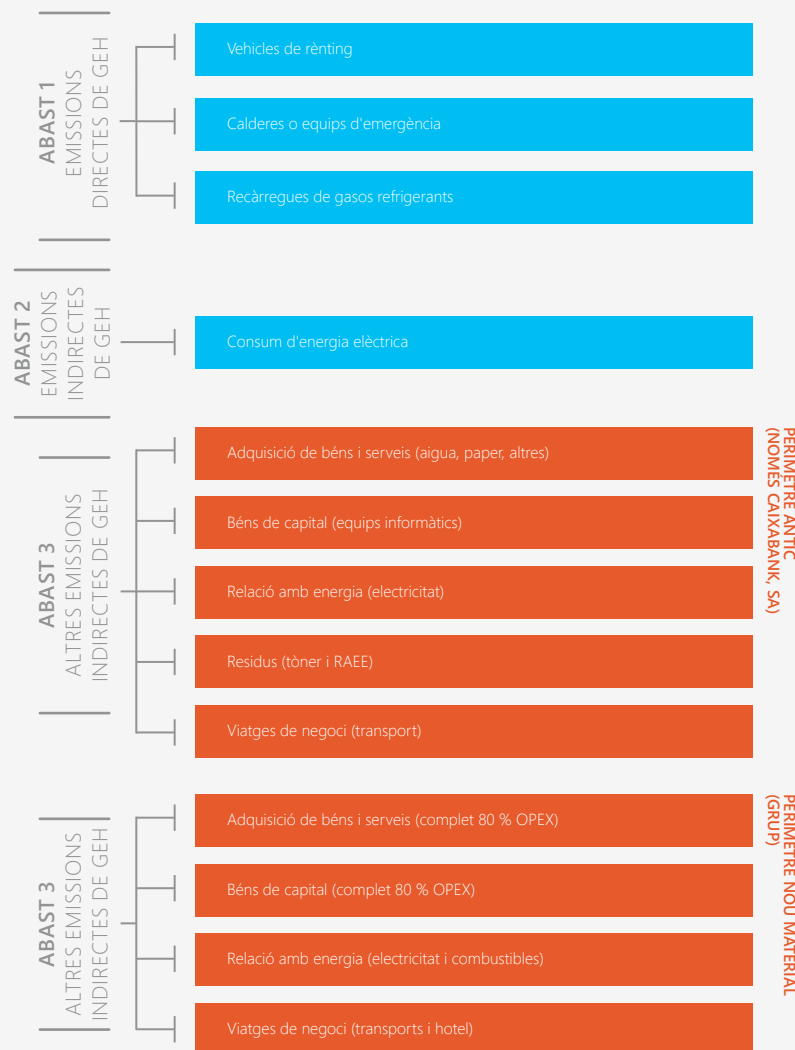 ABAST 1
EMISSIONS
DIRECTES DE GEH
Vehicles de rènting
Calderes o equips d'emergència
Recàrregues de gasos refrigerants
ABAST 2
EMISSIONS
INDIRECTES
DE GEH
Consum d'energia elèctrica
ABAST 3
ALTRES EMISSIONS
INDIRECTES DE GEH
Adquisició de béns i serveis (aigua, paper, altres)
Béns de capital (equips informàtics)
Relació amb energia (electricitat)
Residus (tòner i RAEE)
Viatges de negoci (transport)
PERÍMETRE ANTIC
(NOMÉS CAIXABANK, SA)
ABAST 3
ALTRES EMISSIONS
INDIRECTES DE GEH
Adquisició de béns i serveis (complet 80 % OPEX)
Béns de capital (complet 80 % OPEX)
Relació amb energia (electricitat i combustibles)
Viatges de negoci (transports i hotel)
PERÍMETRE NOU MATERIAL
(GRUP)